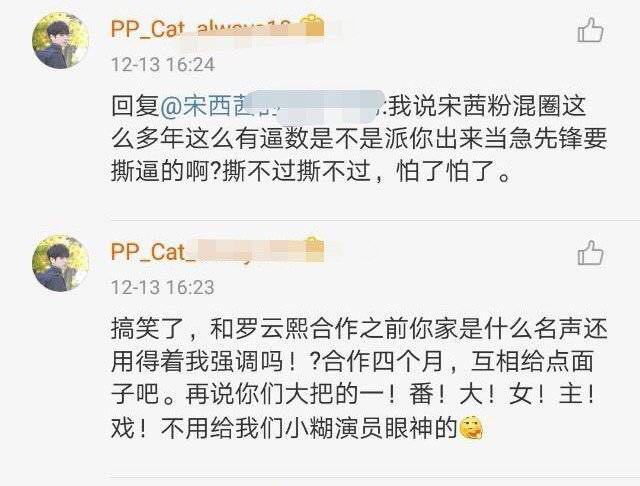 PP_Cat_always
12-13 16:24
回复@宋西茜的:我说宋茜粉混圈这
么多年这么有逼数是不是派你出来当急先锋要
撕逼的啊?撕不过撕不过，怕了怕了。
PP_Cat_
12-13 16:23
搞笑了，和罗云熙合作之前你家是什么名声还
用得着我强调吗！?合作四个月，互相给点面
子吧。再说你们大把的一！番！大！女！主！
戏！不用给我们小糊演员眼神的